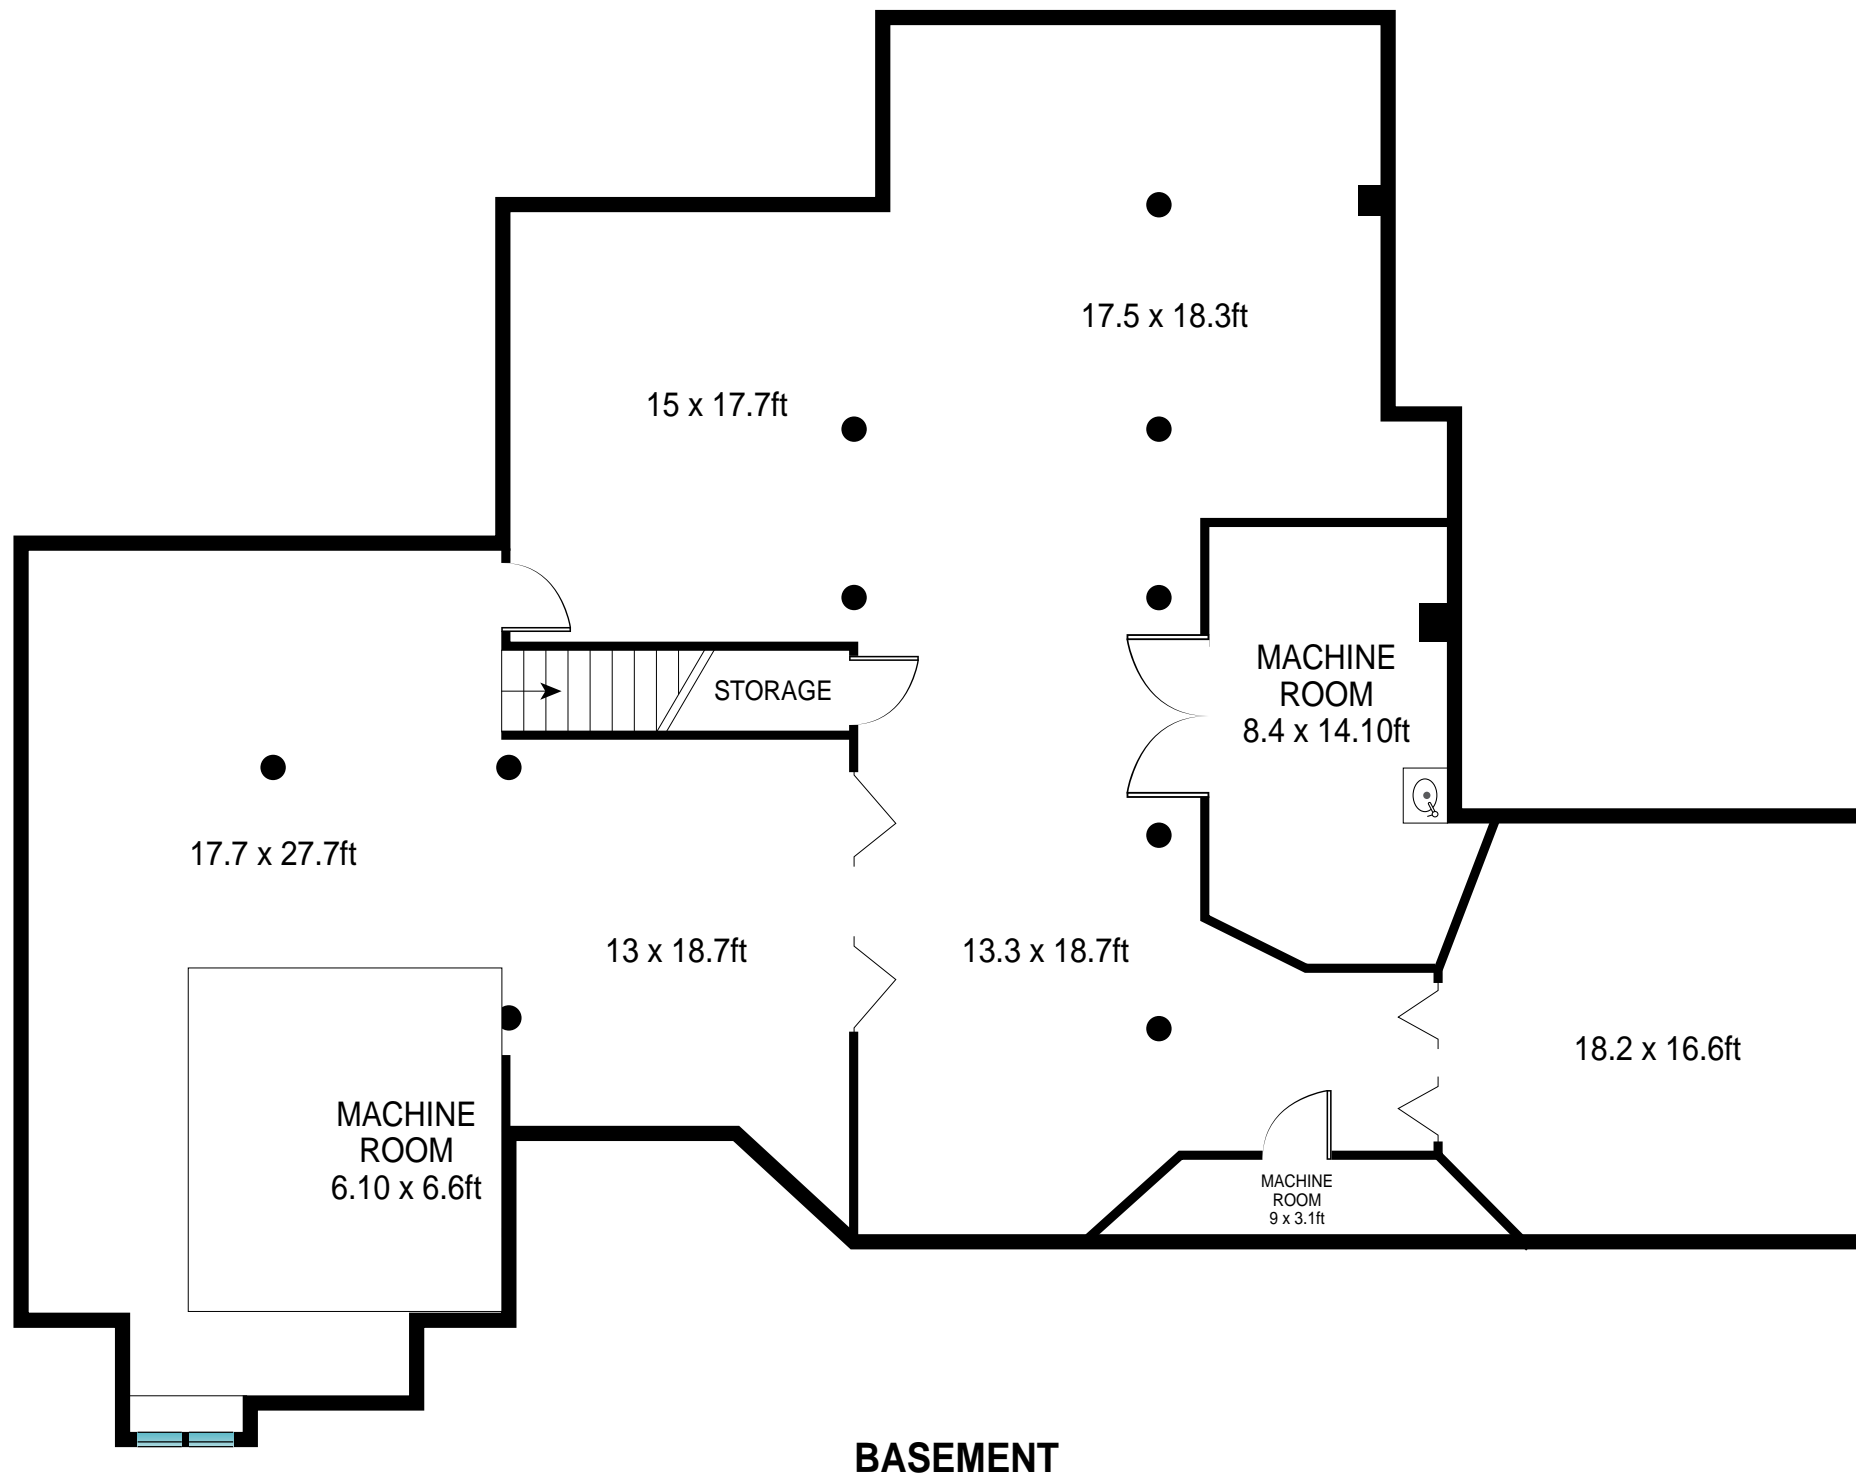 17.5 x 18.3ft
15 x 17.7ft
MACHINE
ROOM
8.4 x 14.10ft
STORAGE
17.7 x 27.7ft
13 x 18.7ft
13.3 x 18.7ft
18.2 x 16.6ft
MACHINE
ROOM
6.10 x 6.6ft
MACHINE
ROOM
9 x 3.1ft
BASEMENT